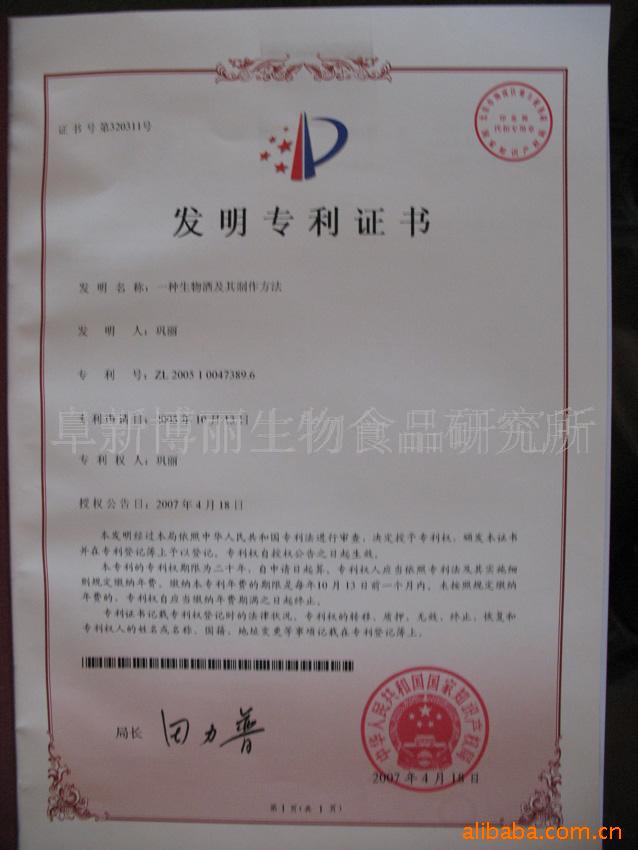 证书号第320311号
发明专利证书
发明名称：一种生物酒及其制作方法
发明人：巩丽
专利号：ZL 2005 1 0047389.6
专利申请日：2005年10月13日
阜新博丽生物食品研究所
专利权人：巩丽
授权公告日：2007年4月18日
本发明经过本局依照中华人民共和国专利法进行审查，决定授予专利权，颁发本证书
并在专利登记簿上予以登记。专利权自授权公告之日起生效。
本专利的专利权期限为二十年，自申请日起算。专利权人应当依照专利法及其实施细
则规定缴纳年费。缴纳本专利年费的期限是每年10月13日前一个月内。未按照规定缴纳
年费的，专利权自应当缴纳年费期满之日起终止。
专利证书记载专利权登记时的法律状况。专利权的转移、质押、无效、终止、恢复和
专利权人的姓名或名称、国籍、地址变更等事项记载在专利登记簿上。
局长
田力普
中华人民共和国国家知识产权局
2007年4月18日
第1页(共1页)
alibaba.com.cn